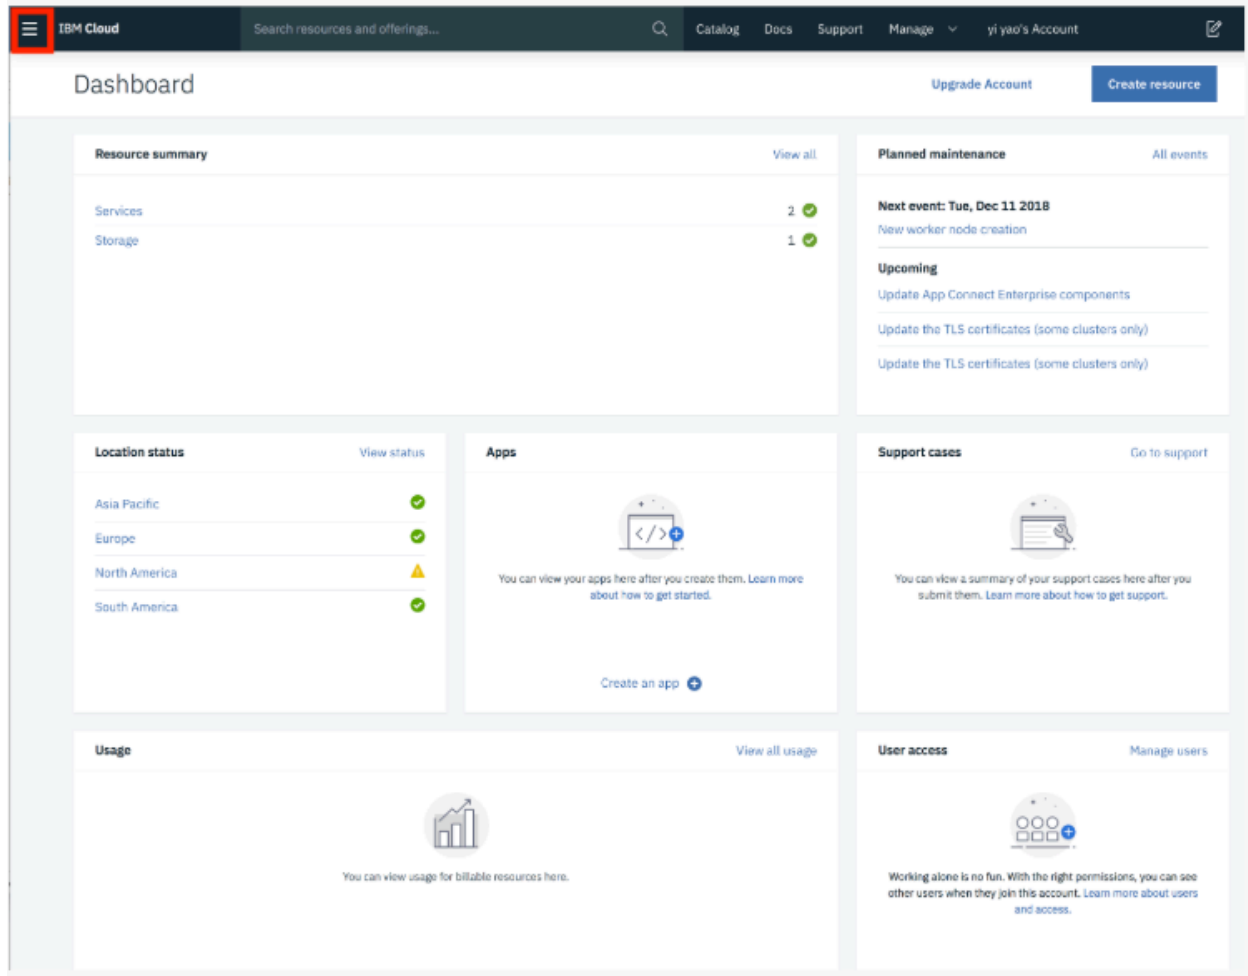 IBM Cloud
Search resources and offerings...
Catalog
Docs
Support
Manage
yi yao's Account
Dashboard
Upgrade Account
Create resource
Resource summary
View all
Services
2
Storage
1
Planned maintenance
All events
Next event: Tue, Dec 11 2018
New worker node creation
Upcoming
Update App Connect Enterprise components
Update the TLS certificates (some clusters only)
Update the TLS certificates (some clusters only)
Location status
View status
Asia Pacific
Europe
North America
South America
Apps
You can view your apps here after you create them. Learn more
about how to get started.
Create an app
Support cases
Go to support
You can view a summary of your support cases here after you
submit them. Learn more about how to get support.
Usage
View all usage
You can view usage for billable resources here.
User access
Manage users
Working alone is no fun. With the right permissions, you can see
other users when they join this account. Learn more about users
and access.